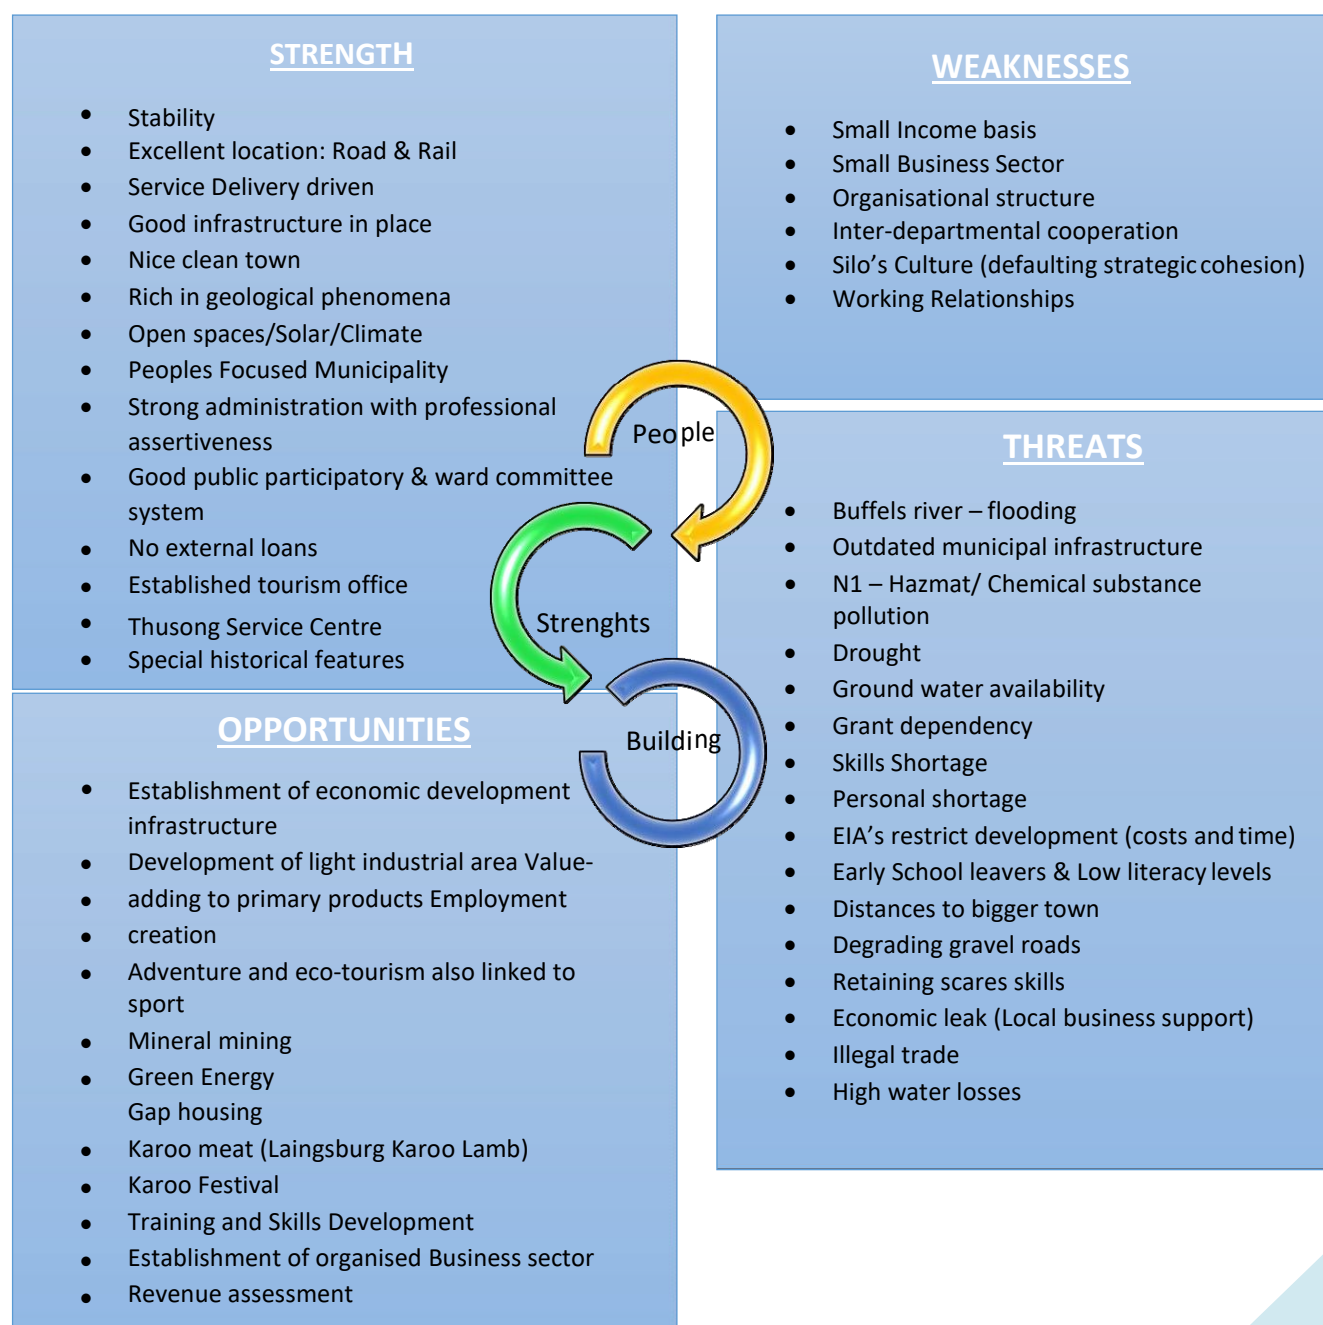 STRENGTH
• Stability
• Excellent location: Road & Rail
• Service Delivery driven
• Good infrastructure in place
• Nice clean town
• Rich in geological phenomena
• Open spaces/Solar/Climate
• Peoples Focused Municipality
• Strong administration with professional
assertiveness
• Good public participatory & ward committee
system
• No external loans
• Established tourism office
• Thusong Service Centre
• Special historical features
WEAKNESSES
• Small Income basis
• Small Business Sector
• Organisational structure
• Inter-departmental cooperation
• Silo’s Culture (defaulting strategic cohesion)
• Working Relationships
People
Strenghts
Building
OPPORTUNITIES
• Establishment of economic development
infrastructure
• Development of light industrial area Value-
• adding to primary products Employment
• creation
• Adventure and eco-tourism also linked to
sport
• Mineral mining
• Green Energy
Gap housing
• Karoo meat (Laingsburg Karoo Lamb)
• Karoo Festival
• Training and Skills Development
• Establishment of organised Business sector
• Revenue assessment
THREATS
• Buffels river – flooding
• Outdated municipal infrastructure
• N1 – Hazmat/ Chemical substance
pollution
• Drought
• Ground water availability
• Grant dependency
• Skills Shortage
• Personal shortage
• EIA’s restrict development (costs and time)
• Early School leavers & Low literacy levels
• Distances to bigger town
• Degrading gravel roads
• Retaining scares skills
• Economic leak (Local business support)
• Illegal trade
• High water losses